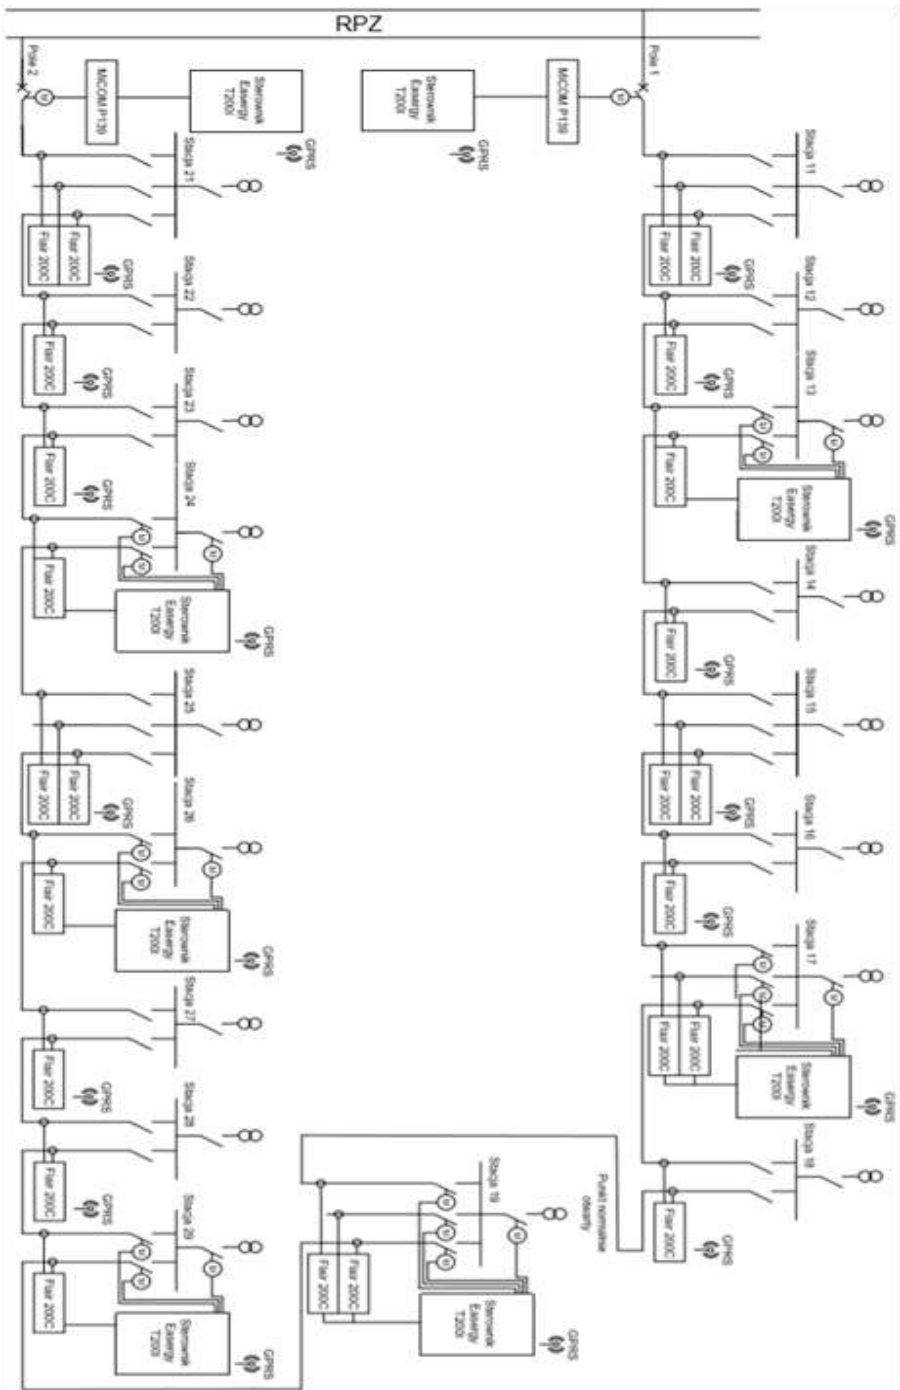 RPZ
Pole 2
MiCOM P139
Sterownik
Easergy
T200I
GPRS
Sterownik
Easergy
T200I
GPRS
MiCOM P139
Pole 1
Stacja 21
Flair 200C
Flair 200C
GPRS
Stacja 22
Flair 200C
GPRS
Stacja 23
Flair 200C
GPRS
Stacja 24
Flair 200C
Sterownik
Easergy
T200I
GPRS
Stacja 25
Flair 200C
Flair 200C
GPRS
Stacja 26
Flair 200C
Sterownik
Easergy
T200I
GPRS
Stacja 27
Flair 200C
GPRS
Stacja 28
Flair 200C
GPRS
Stacja 29
Flair 200C
Sterownik
Easergy
T200I
GPRS
Stacja 11
Flair 200C
Flair 200C
GPRS
Stacja 12
Flair 200C
GPRS
Stacja 13
Flair 200C
Sterownik
Easergy
T200I
GPRS
Stacja 14
Flair 200C
GPRS
Stacja 15
Flair 200C
Flair 200C
GPRS
Stacja 16
Flair 200C
GPRS
Stacja 17
Flair 200C
Flair 200C
Sterownik
Easergy
T200I
GPRS
Stacja 18
Flair 200C
GPRS
Punkt normalnie
otwarty
Stacja 19
Flair 200C
Flair 200C
Sterownik
Easergy
T200I
GPRS